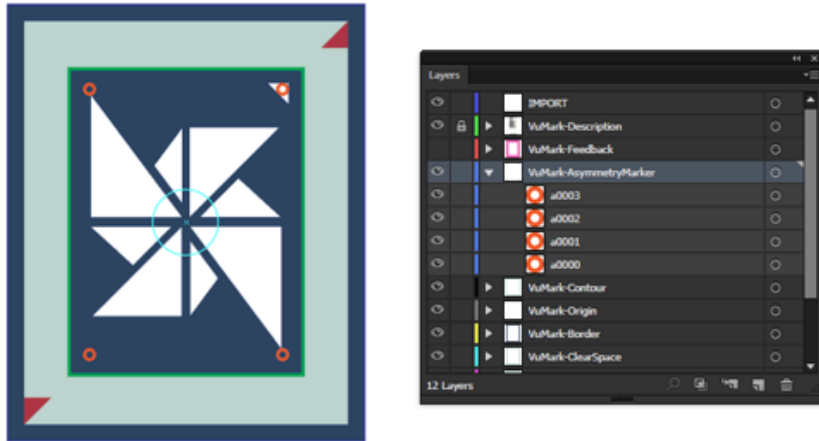 Layers
IMPORT
VuMark-Description
VuMark-Feedback
VuMark-AsymmetryMarker
a0003
a0002
a0001
a0000
VuMark-Contour
VuMark-Origin
VuMark-Border
VuMark-ClearSpace
12 Layers